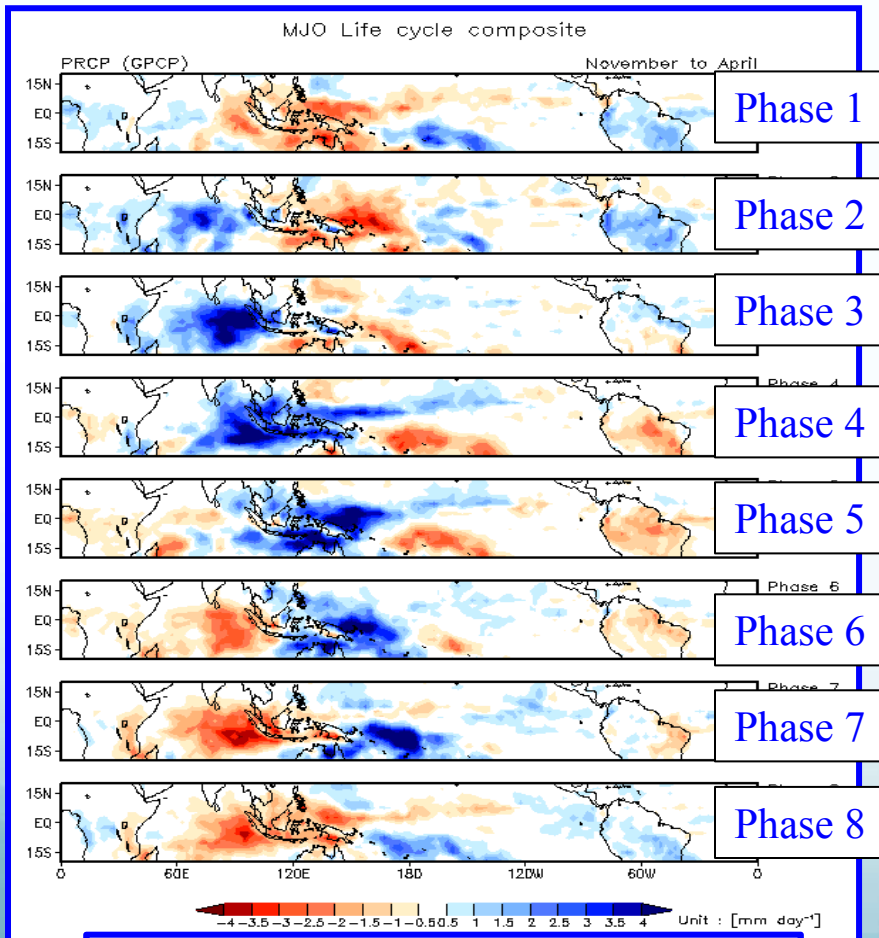 MJO Life cycle composite
PRCP (GPCP) November to April
15N
EQ
15S
Phase 1
15N
EQ
15S
Phase 2
15N
EQ
15S
Phase 3
Phase 4
15N
EQ
15S
Phase 4
15N
EQ
15S
Phase 5
Phase 6
15N
EQ
15S
Phase 6
Phase 7
15N
EQ
15S
Phase 7
15N
EQ
15S
Phase 8
0 60E 120E 180 120W 60W 0
-4 -3.5 -3 -2.5 -2 -1.5 -1 -0.5 0.5 1 1.5 2 2.5 3 3.5 4 Unit : [mm day⁻¹]